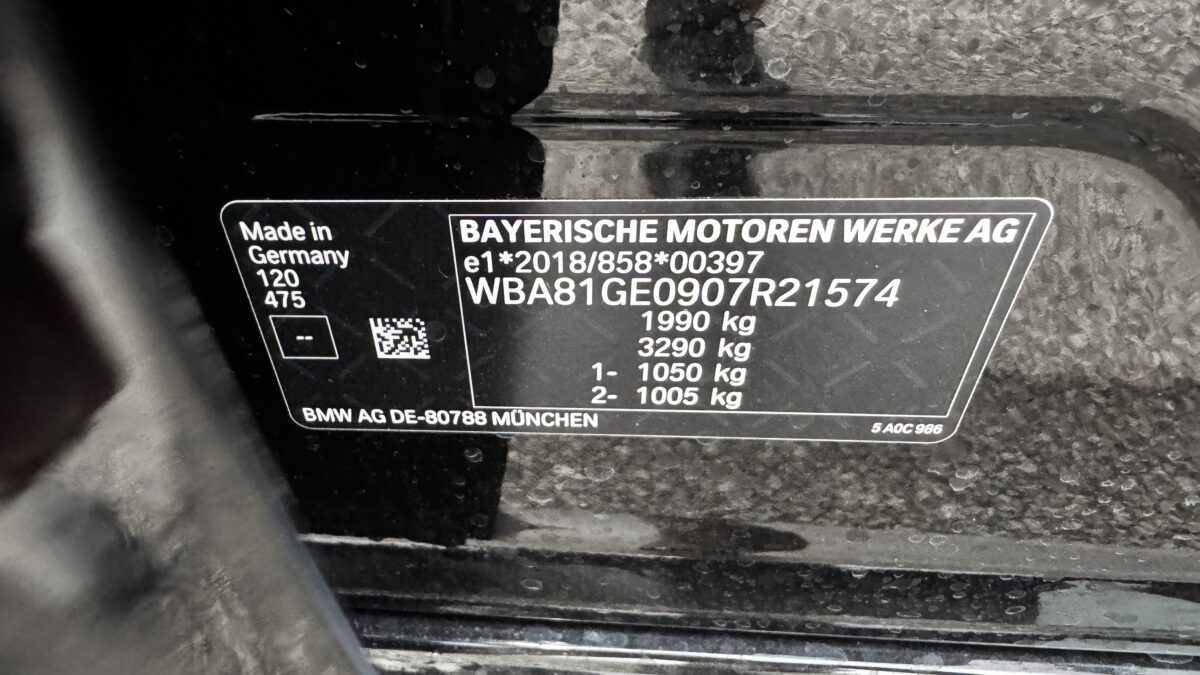 Made in
Germany
120
475
--
BMW AG DE-80788 MÜNCHEN
BAYERISCHE MOTOREN WERKE AG
e1*2018/858*00397
WBA81GE0907R21574
1990 kg
3290 kg
1- 1050 kg
2- 1005 kg
5 A0C 986